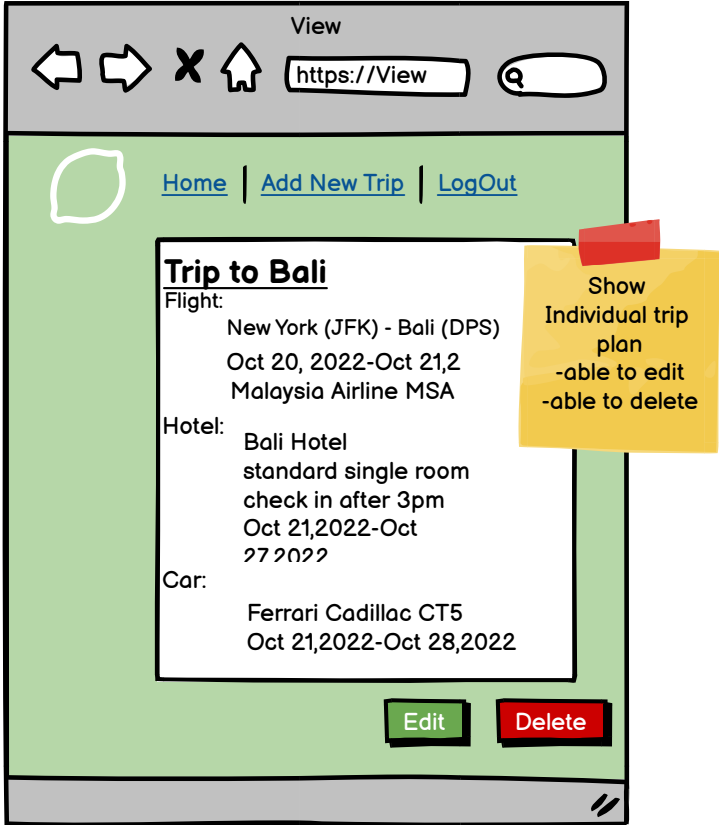 View
https://View
Home | Add New Trip | LogOut
Trip to Bali
Flight:
New York (JFK) - Bali (DPS)
Oct 20, 2022-Oct 21,2
Malaysia Airline MSA
Hotel:
Bali Hotel
standard single room
check in after 3pm
Oct 21,2022-Oct
27,2022
Car:
Ferrari Cadillac CT5
Oct 21,2022-Oct 28,2022
Show
Individual trip
plan
-able to edit
-able to delete
Edit
Delete